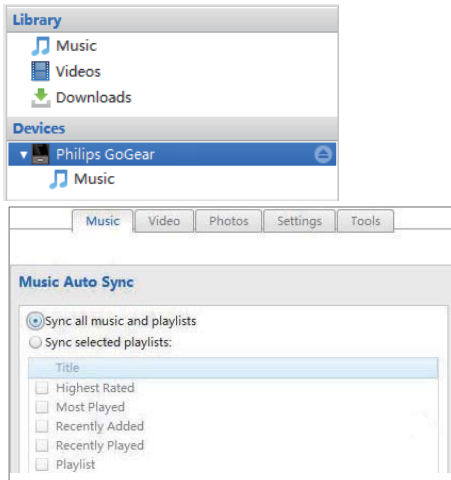 Library
Music
Videos
Downloads
Devices
Philips GoGear
Music
Music Video Photos Settings Tools
Music Auto Sync
Sync all music and playlists
Sync selected playlists:
Title
Highest Rated
Most Played
Recently Added
Recently Played
Playlist